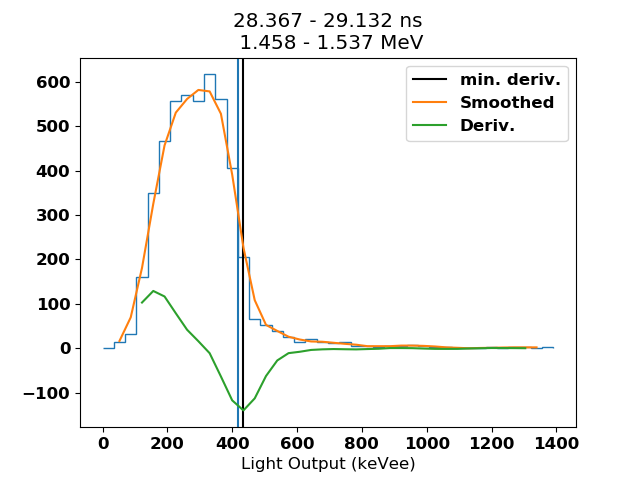 28.367 - 29.132 ns
1.458 - 1.537 MeV
min. deriv.
Smoothed
Deriv.
600
500
400
300
200
100
0
−100
0 200 400 600 800 1000 1200 1400
Light Output (keVee)